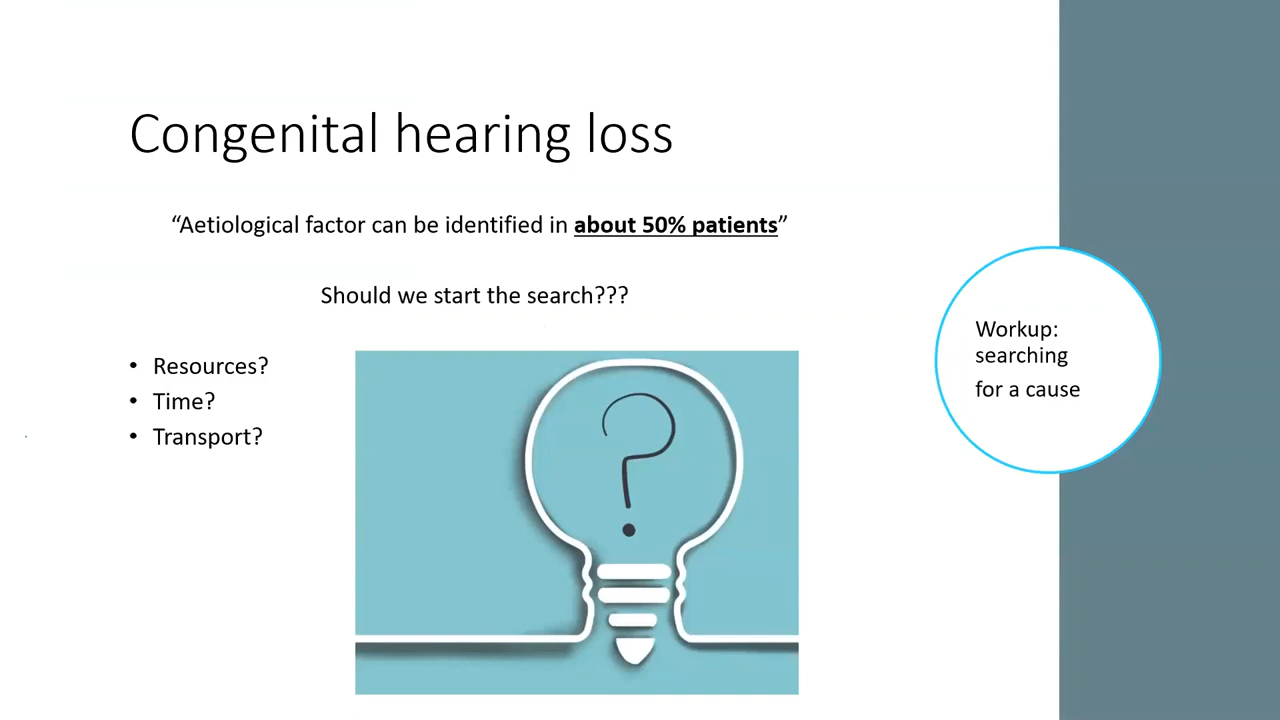 Congenital hearing loss
“Aetiological factor can be identified in about 50% patients”
Should we start the search???
• Resources?
• Time?
• Transport?
?
Workup:
searching
for a cause